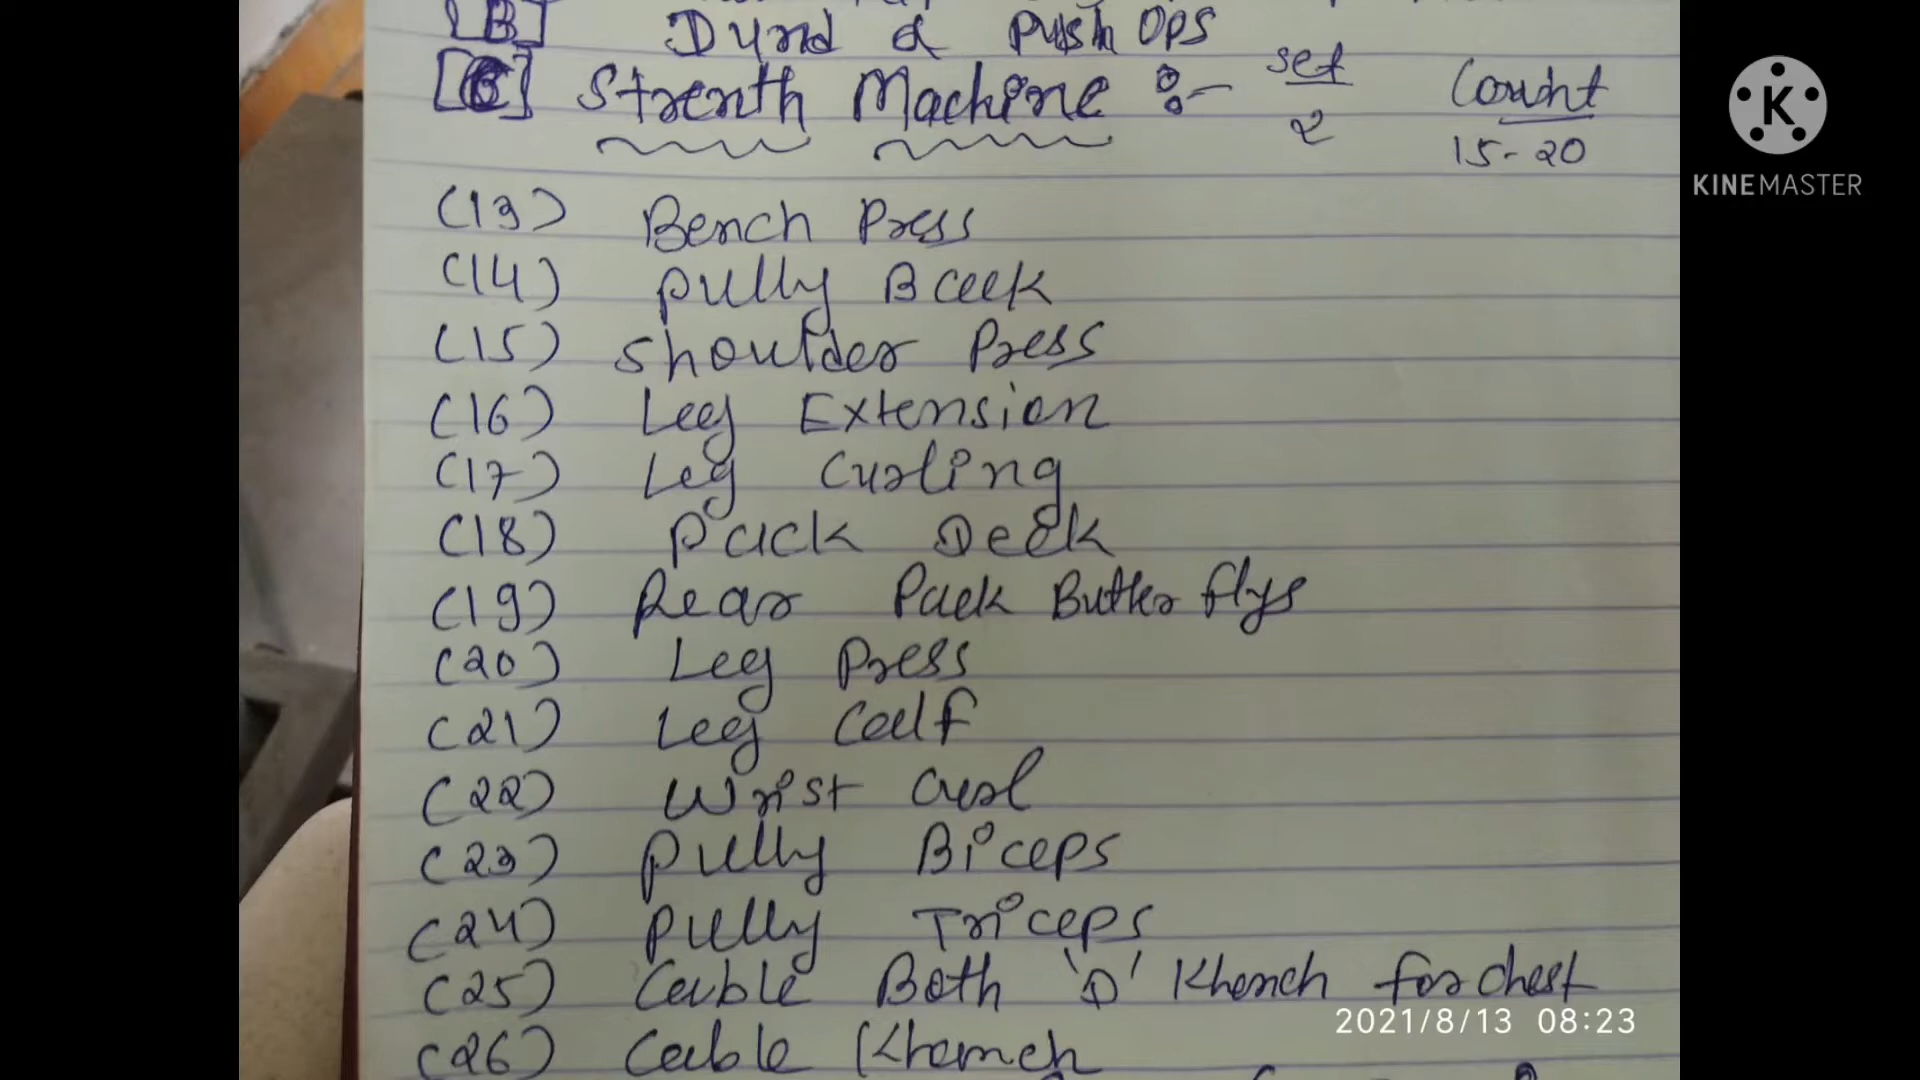 [B] Dund & Push Ops
[C] Strenth Machine :- set Count
2 15-20
KINEMASTER
(13) Bench Press
(14) Pully Back
(15) Shoulder Press
(16) Leg Extension
(17) Leg Curling
(18) Pack Deck
(19) Rear Pack Butter flys
(20) Leg Press
(21) Leg Calf
(22) Wrist Curl
(23) Pully Biceps
(24) Pully Triceps
(25) Cable Both 'D' Khench for chest
2021/8/13 08:23
(26) Cable Khench